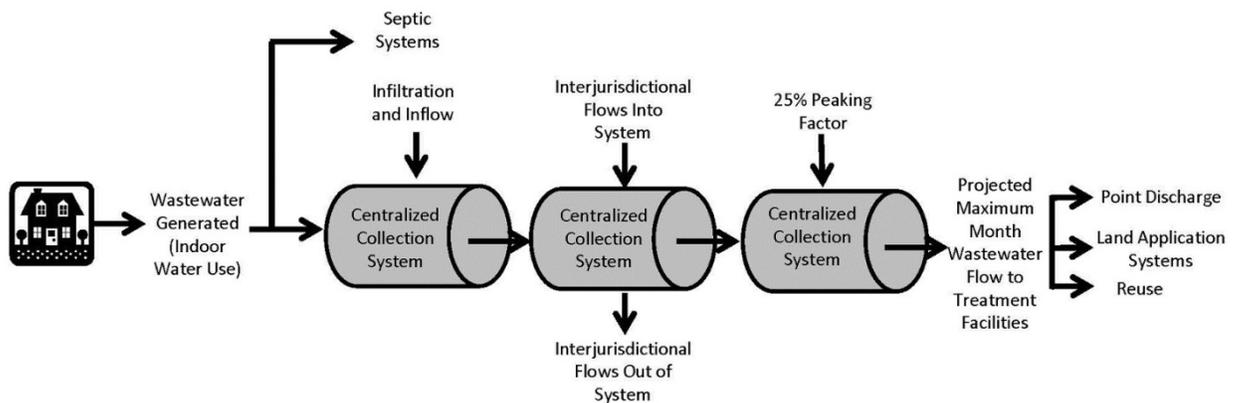 Septic
Systems
Infiltration
and Inflow
Interjurisdictional
Flows Into
System
25% Peaking
Factor
Wastewater
Generated
(Indoor
Water Use)
Centralized
Collection
System
Centralized
Collection
System
Centralized
Collection
System
Projected
Maximum
Month
Wastewater
Flow to
Treatment
Facilities
Point Discharge
Land Application
Systems
Reuse
Interjurisdictional
Flows Out of
System